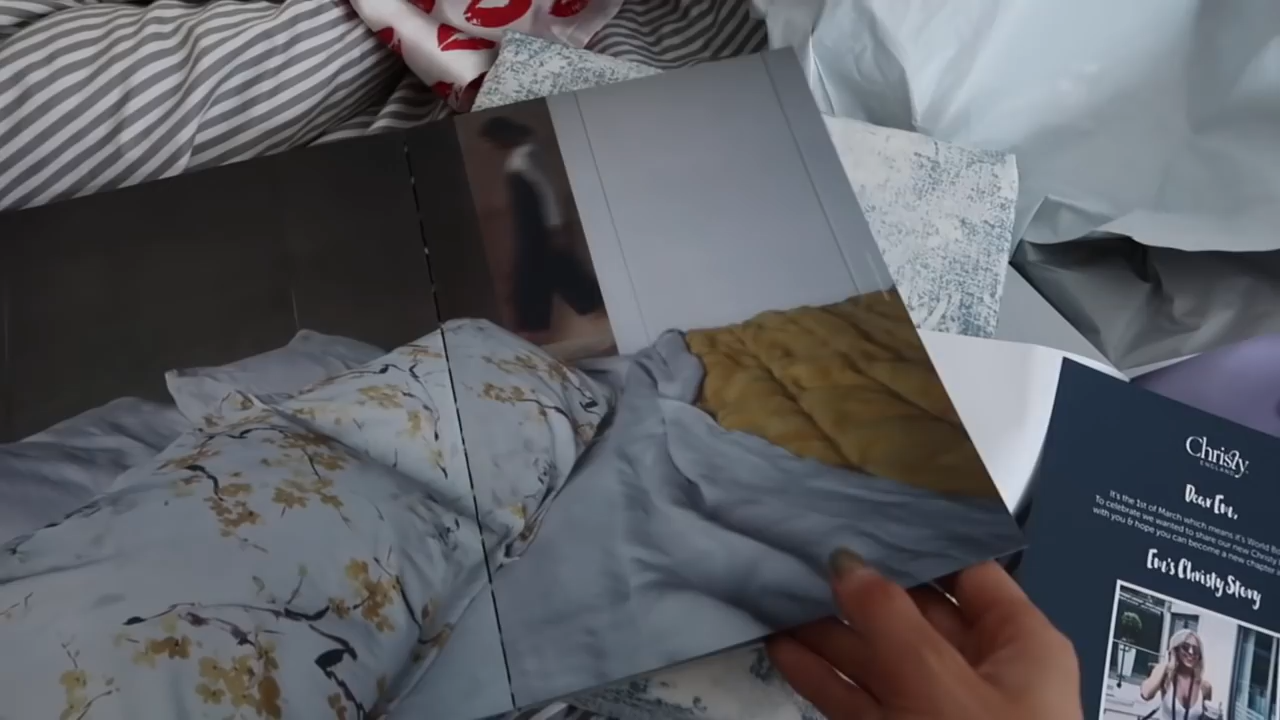 Christy
ENGLAND
Dear Em,
It's the 1st of March which means it's World
To celebrate we wanted to share our new Christy
with you & hope you can become a new chapter
Em's Christy Story